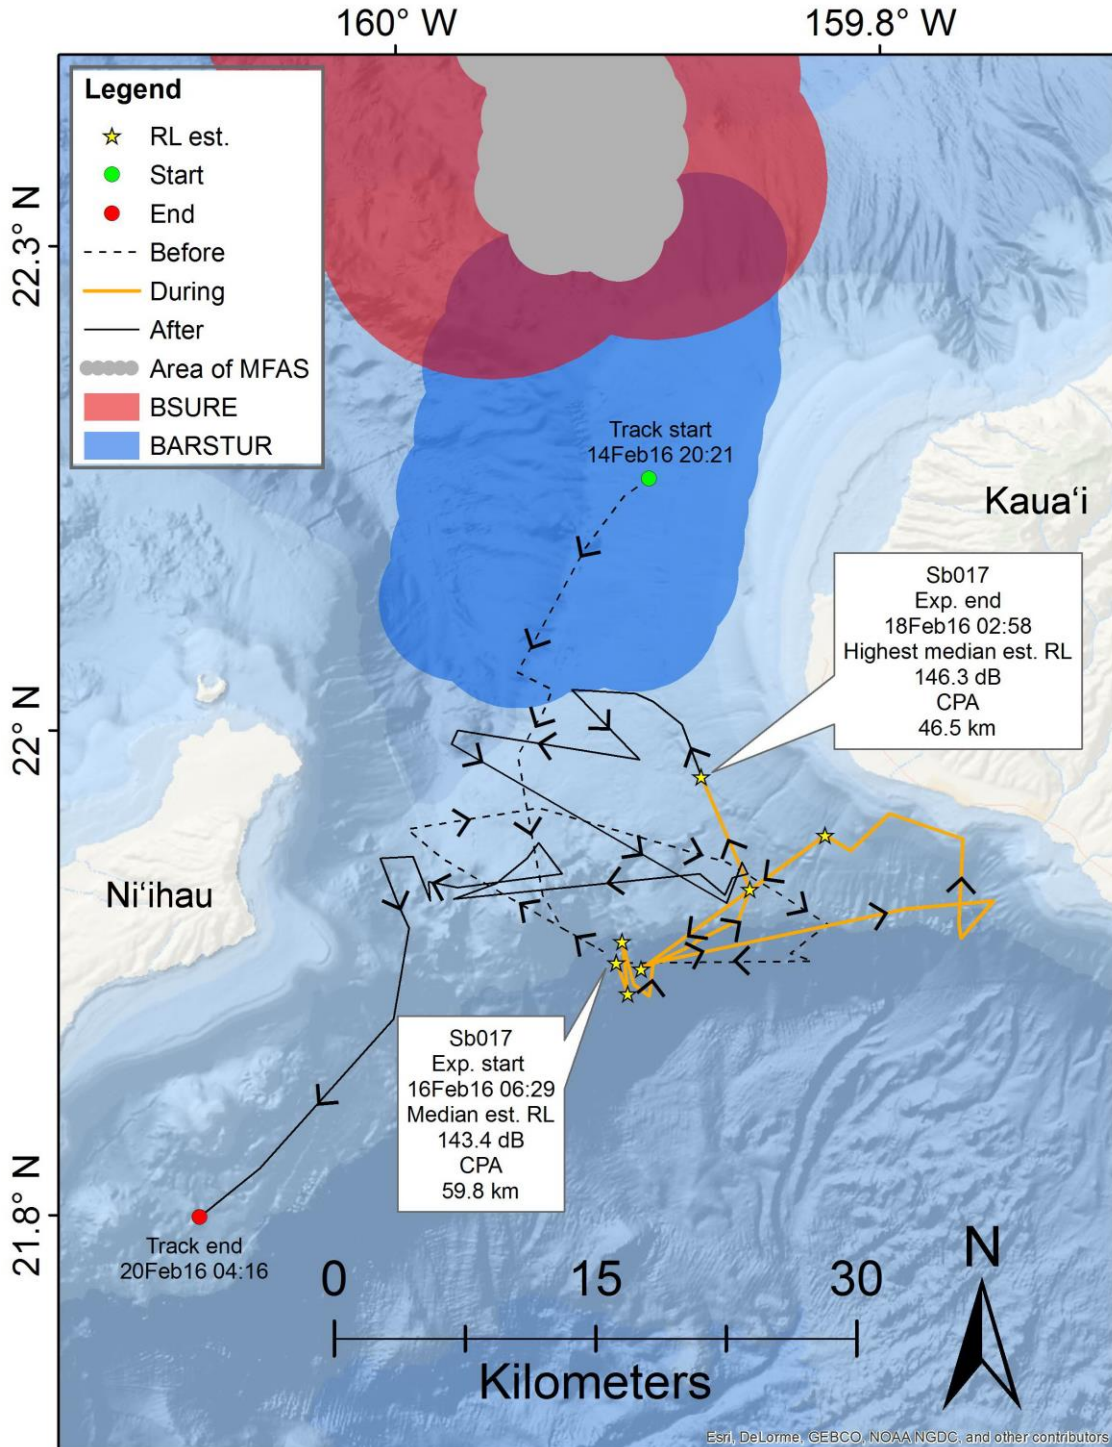 160° W
159.8° W
Legend
RL est.
Start
End
Before
During
After
Area of MFAS
BSURE
BARSTUR
22.3° N
22° N
21.8° N
Track start
14Feb16 20:21
Kaua‘i
Sb017
Exp. end
18Feb16 02:58
Highest median est. RL
146.3 dB
CPA
46.5 km
Ni‘ihau
Sb017
Exp. start
16Feb16 06:29
Median est. RL
143.4 dB
CPA
59.8 km
Track end
20Feb16 04:16
0
15
30
Kilometers
N
Esri, DeLorme, GEBCO, NOAA NGDC, and other contributors